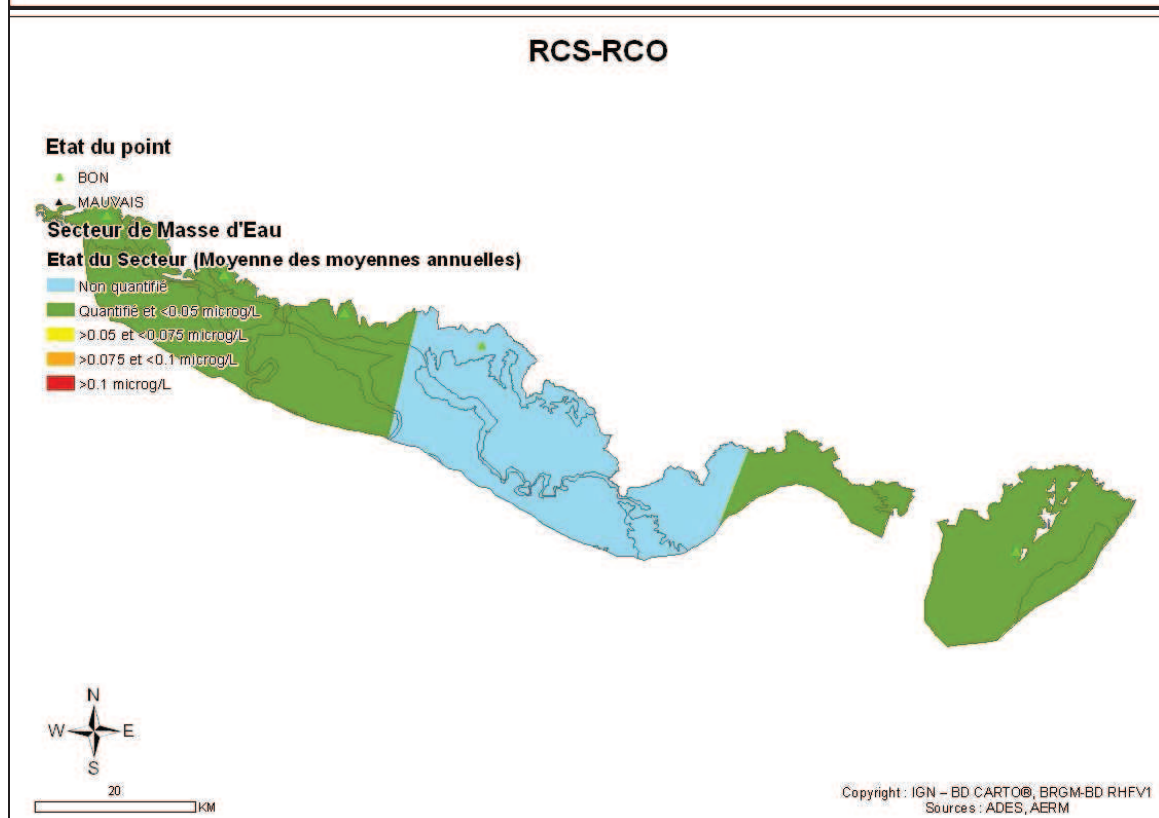 RCS-RCO
Etat du point
BON
MAUVAIS
Secteur de Masse d'Eau
Etat du Secteur (Moyenne des moyennes annuelles)
Non quantifié
Quantifié et <0.05 microg/L
>0.05 et <0.075 microg/L
>0.075 et <0.1 microg/L
>0.1 microg/L
N
W E
S
20
KM
Copyright : IGN – BD CARTO®, BRGM-BD RHFV1
Sources : ADES, AERM